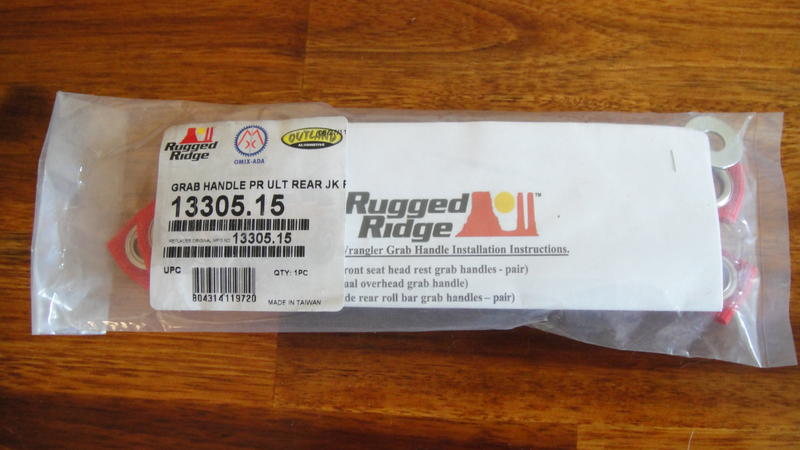 Rugged
Ridge
OMIX-ADA
OUTLAND
AUTOMOTIVE
GRAB HANDLE PR ULT REAR JK
13305.15
REPLACES ORIGINAL MFG NO. 13305.15
UPC
QTY: 1PC
804314119720
MADE IN TAIWAN
Rugged
Ridge™
Wrangler Grab Handle Installation Instructions.
ront seat head rest grab handles - pair)
al overhead grab handle)
de rear roll bar grab handles – pair)